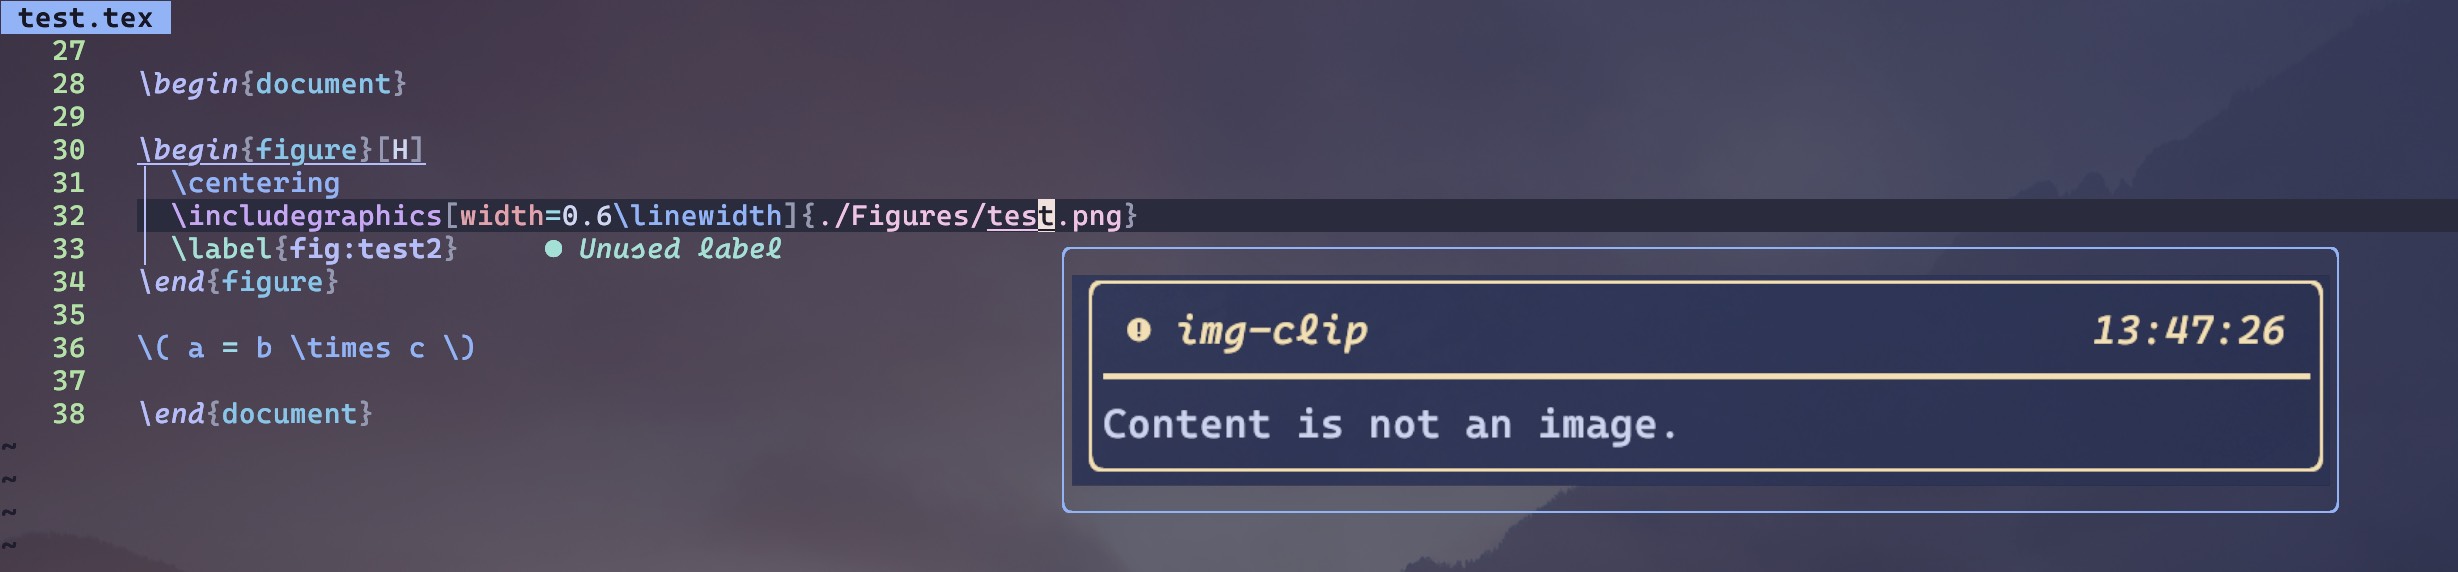 test.tex
27
28 \begin{document}
29
30 \begin{figure}[H]
31 \centering
32 \includegraphics[width=0.6\linewidth]{./Figures/test.png}
33 \label{fig:test2} ● Unused label
34 \end{figure}
35
36 \( a = b \times c \)
37
38 \end{document}
~
~
~
~
img-clip 13:47:26
Content is not an image.